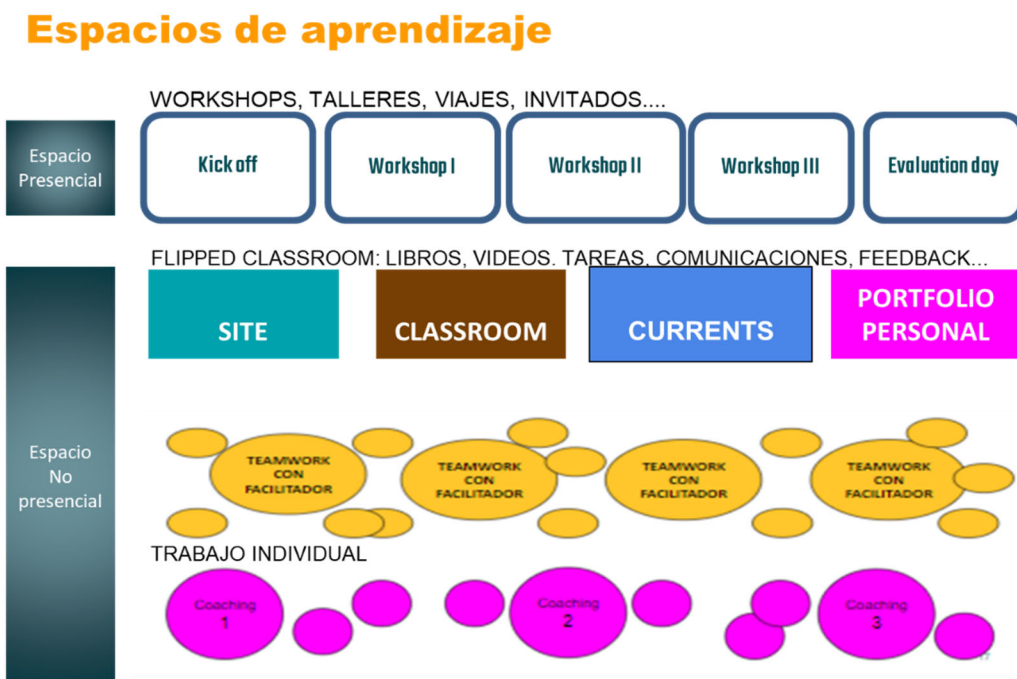 Espacios de aprendizaje
WORKSHOPS, TALLERES, VIAJES, INVITADOS....
Espacio
Presencial
Kick off
Workshop I
Workshop II
Workshop III
Evaluation day
FLIPPED CLASSROOM: LIBROS, VIDEOS. TAREAS, COMUNICACIONES, FEEDBACK...
SITE
CLASSROOM
CURRENTS
PORTFOLIO
PERSONAL
Espacio
No
presencial
TEAMWORK
CON
FACILITADOR
TEAMWORK
CON
FACILITADOR
TEAMWORK
CON
FACILITADOR
TEAMWORK
CON
FACILITADOR
TRABAJO INDIVIDUAL
Coaching
1
Coaching
2
Coaching
3
17